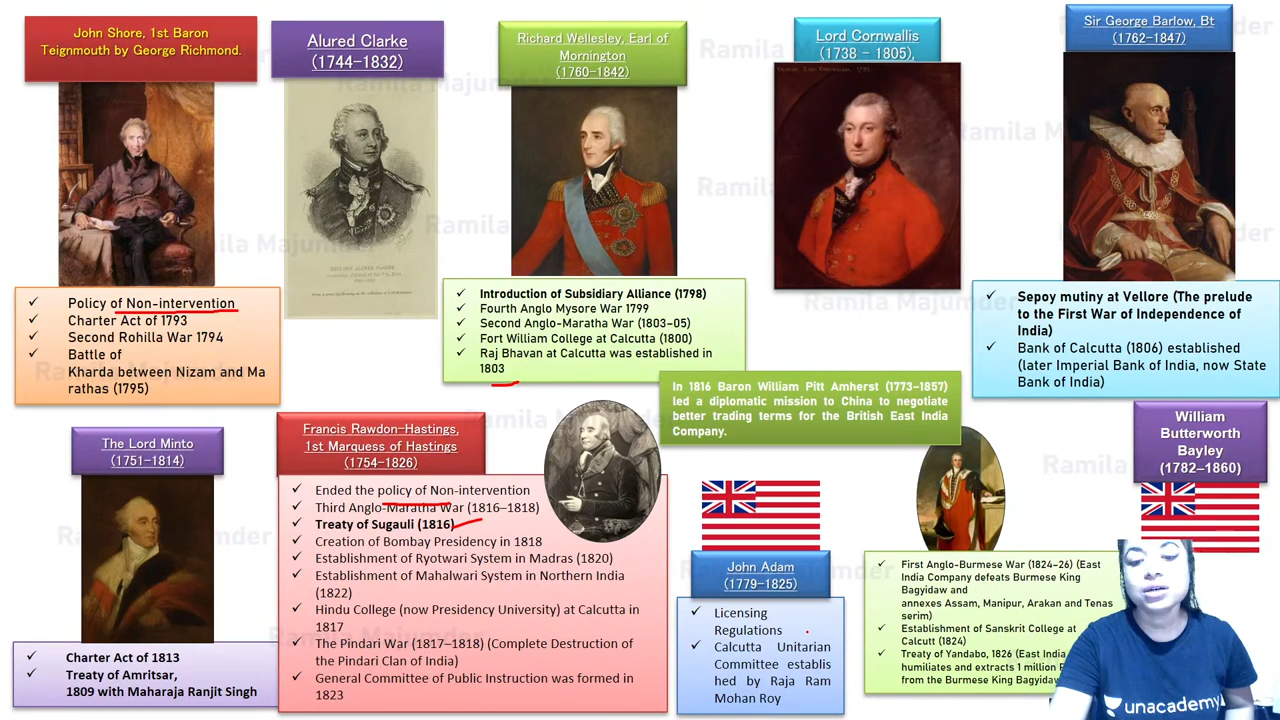 John Shore, 1st Baron
Teignmouth by George Richmond.
Policy of Non-intervention
Charter Act of 1793
Second Rohilla War 1794
Battle of
Kharda between Nizam and Ma
rathas (1795)
Alured Clarke
(1744-1832)
Richard Wellesley, Earl of
Mornington
(1760-1842)
Introduction of Subsidiary Alliance (1798)
Fourth Anglo Mysore War 1799
Second Anglo-Maratha War (1803-05)
Fort William College at Calcutta (1800)
Raj Bhavan at Calcutta was established in
1803
Lord Cornwallis
(1738 - 1805),
Sir George Barlow, Bt
(1762-1847)
Sepoy mutiny at Vellore (The prelude
to the First War of Independence of
India)
Bank of Calcutta (1806) established
(later Imperial Bank of India, now State
Bank of India)
The Lord Minto
(1751-1814)
Charter Act of 1813
Treaty of Amritsar,
1809 with Maharaja Ranjit Singh
Francis Rawdon-Hastings,
1st Marquess of Hastings
(1754-1826)
Ended the policy of Non-intervention
Third Anglo-Maratha War (1816-1818)
Treaty of Sugauli (1816)
Creation of Bombay Presidency in 1818
Establishment of Ryotwari System in Madras (1820)
Establishment of Mahalwari System in Northern India
(1822)
Hindu College (now Presidency University) at Calcutta in
1817
The Pindari War (1817-1818) (Complete Destruction of
the Pindari Clan of India)
General Committee of Public Instruction was formed in
1823
In 1816 Baron William Pitt Amherst (1773-1857)
led a diplomatic mission to China to negotiate
better trading terms for the British East India
Company.
John Adam
(1779-1825)
Licensing
Regulations
Calcutta Unitarian
Committee establis
hed by Raja Ram
Mohan Roy
First Anglo-Burmese War (1824-26) (East
India Company defeats Burmese King
Bagyidaw and
annexes Assam, Manipur, Arakan and Tenas
serim)
Establishment of Sanskrit College at
Calcutt (1824)
Treaty of Yandabo, 1826 (East India
humiliates and extracts 1 million
from the Burmese King Bagyidaw
William
Butterworth
Bayley
(1782-1860)
unacademy
Ramila Majumder